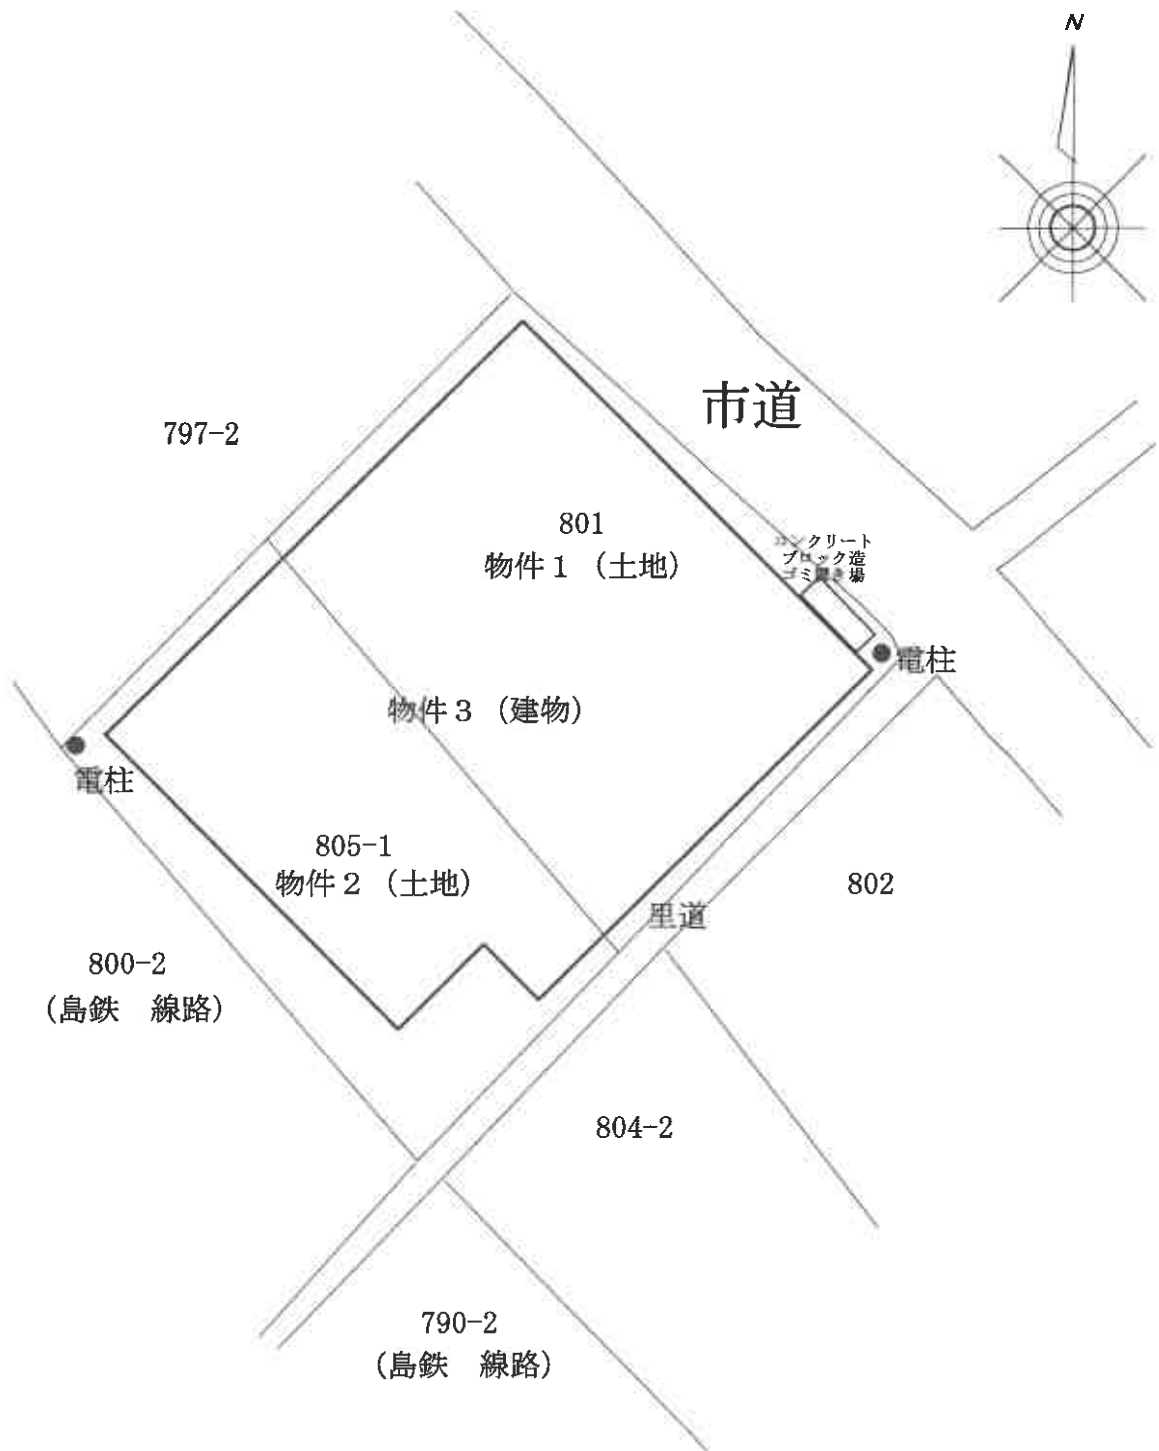 N
市道
797-2
801
物件１（土地）
コンクリート
ブロック造
ゴミ置き場
電柱
物件３（建物）
電柱
805-1
物件２（土地）
802
里道
800-2
（島鉄　線路）
804-2
790-2
（島鉄　線路）